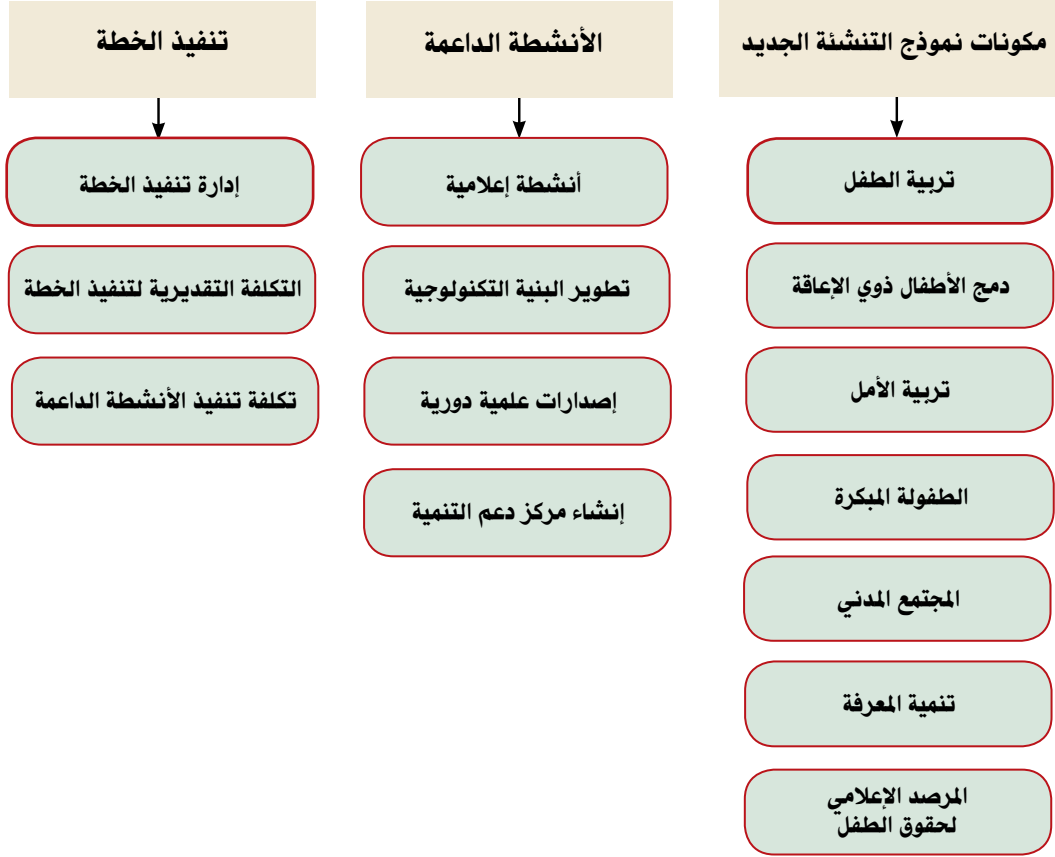 مكونات نموذج التنشئة الجديد
تربية الطفل
دمج الأطفال ذوي الإعاقة
تربية الأمل
الطفولة المبكرة
المجتمع المدني
تنمية المعرفة
المرصد الإعلامي
لحقوق الطفل
الأنشطة الداعمة
أنشطة إعلامية
تطوير البنية التكنولوجية
إصدارات علمية دورية
إنشاء مركز دعم التنمية
تنفيذ الخطة
إدارة تنفيذ الخطة
التكلفة التقديرية لتنفيذ الخطة
تكلفة تنفيذ الأنشطة الداعمة